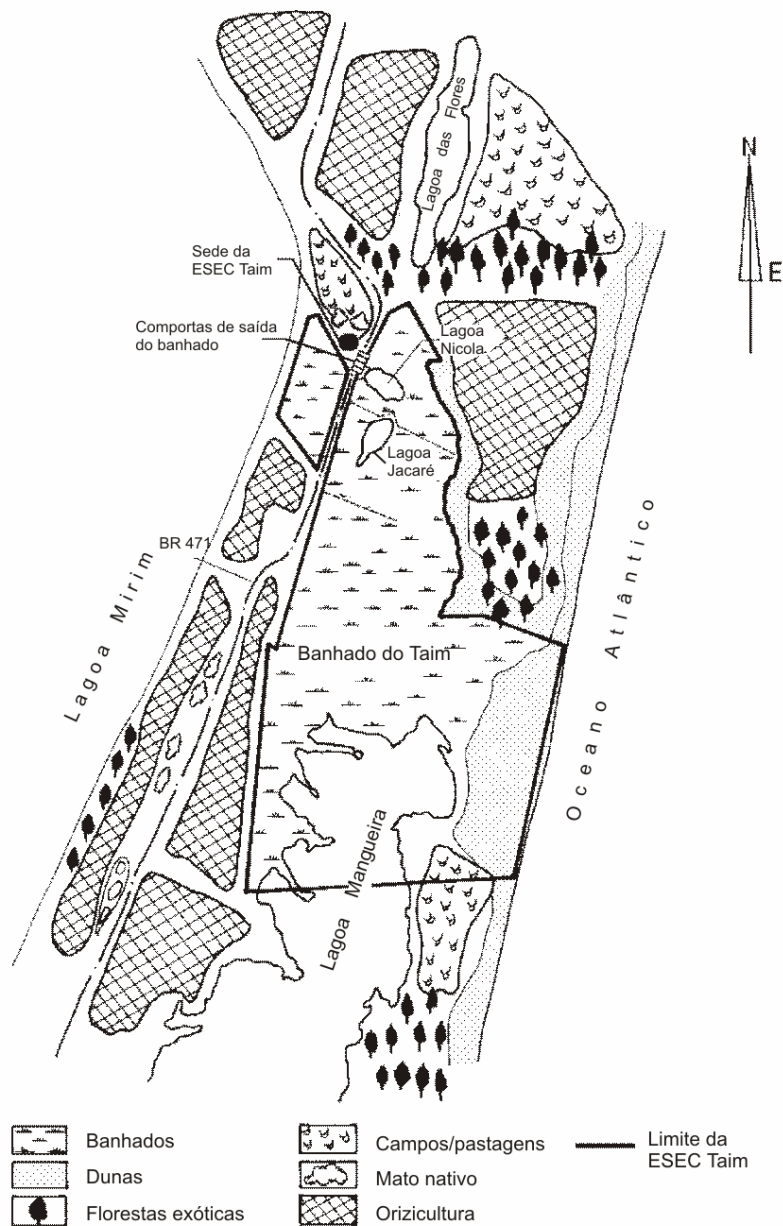 Lagoa das Flores
N
E
Sede da
ESEC Taim
Comportas de saída
do banhado
Lagoa
Nicola
Lagoa
Jacaré
BR 471
Lagoa Mirim
Oceano Atlântico
Banhado do Taim
Lagoa Mangueira
Banhados
Campos/pastagens
Limite da
ESEC Taim
Dunas
Mato nativo
Florestas exóticas
Orizicultura